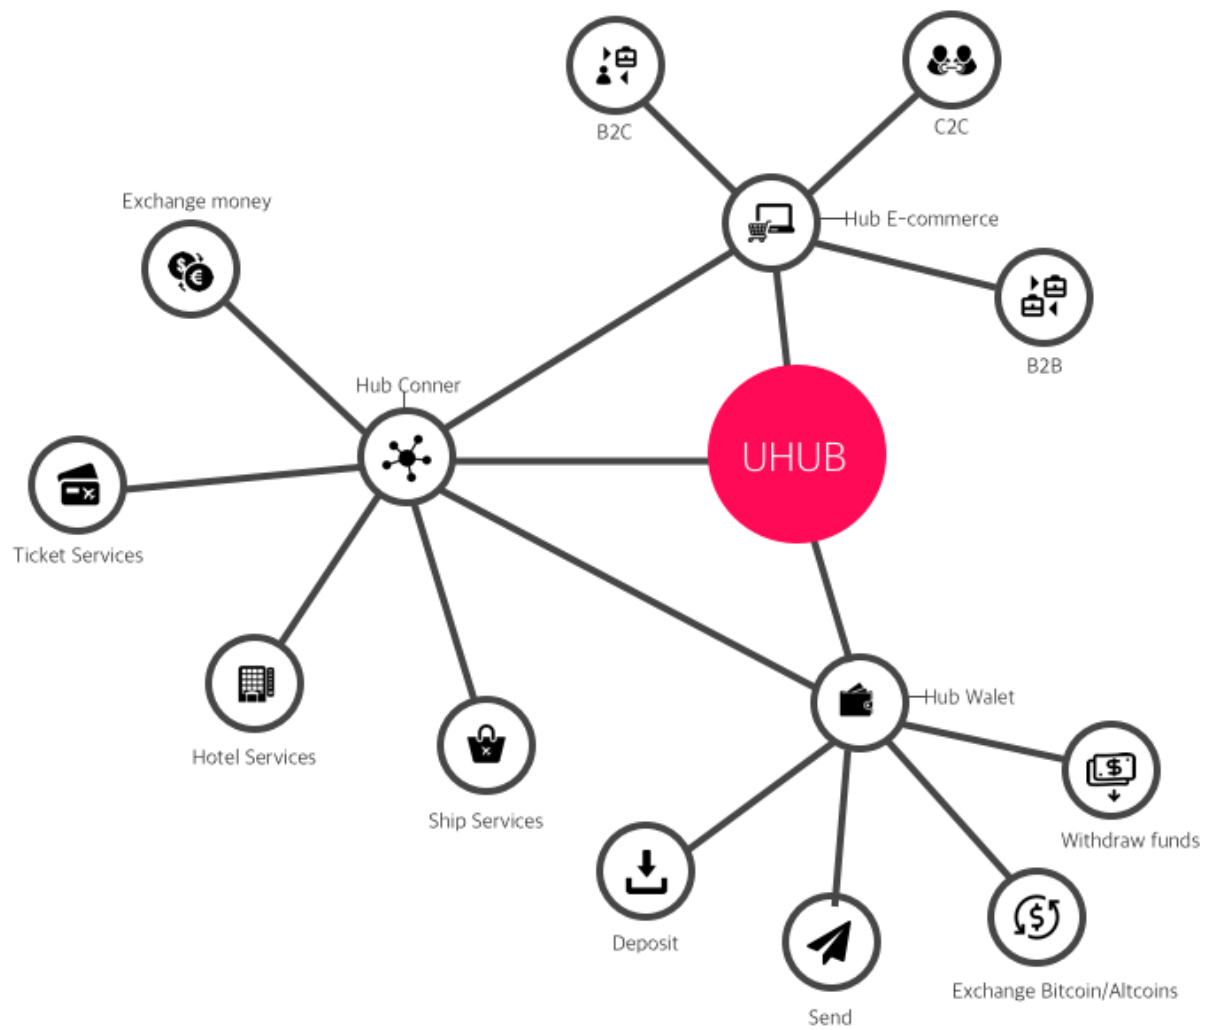 B2C
C2C
Exchange money
Hub E-commerce
B2B
Hub Conner
UHUB
Ticket Services
Hub Walet
Hotel Services
Ship Services
Withdraw funds
Deposit
Exchange Bitcoin/Altcoins
Send